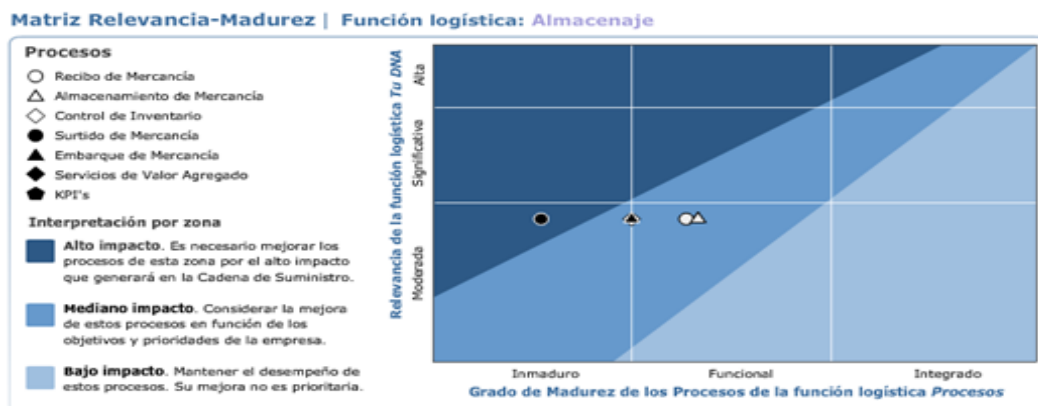 Matriz Relevancia-Madurez | Función logística: Almacenaje
Procesos
Recibo de Mercancía
Almacenamiento de Mercancía
Control de Inventario
Surtido de Mercancía
Embarque de Mercancía
Servicios de Valor Agregado
KPI's
Interpretación por zona
Alto impacto. Es necesario mejorar los
procesos de esta zona por el alto impacto
que generará en la Cadena de Suministro.
Mediano impacto. Considerar la mejora
de estos procesos en función de los
objetivos y prioridades de la empresa.
Bajo impacto. Mantener el desempeño de
estos procesos. Su mejora no es prioritaria.
Relevancia de la función logística Tu DNA
Alta
Significativa
Moderada
Inmaduro Funcional Integrado
Grado de Madurez de los Procesos de la función logística Procesos